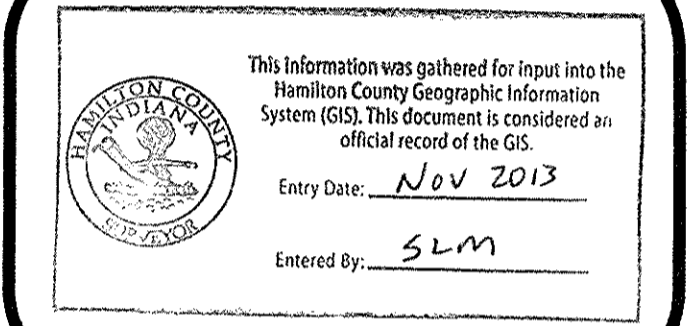 HAMILTON COUNTY
INDIANA
SURVEYOR
This information was gathered for input into the
Hamilton County Geographic Information
System (GIS). This document is considered an
official record of the GIS.
Entry Date: Nov 2013
Entered By: SLM